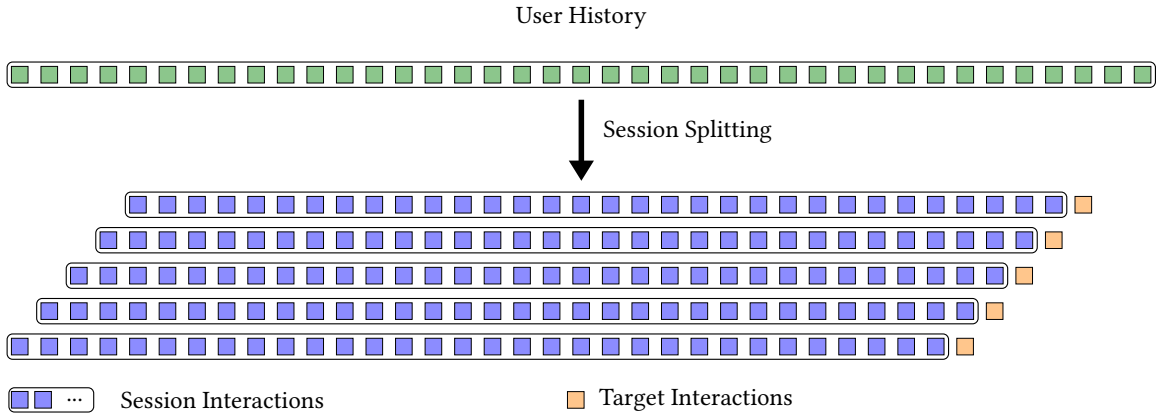 User History
Session Splitting
... Session Interactions
Target Interactions